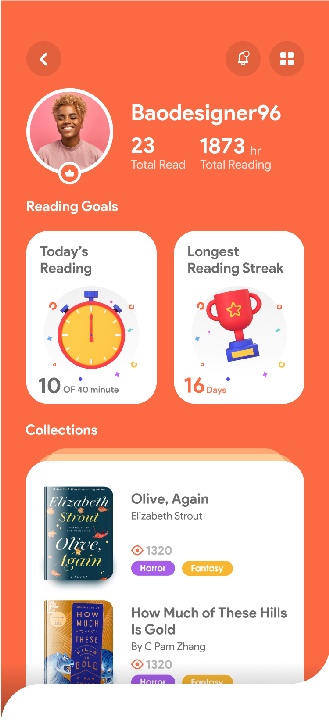 Baodesigner96
23 1873 hr
Total Read Total Reading
Reading Goals
Today's
Reading
10 OF 40 minute
Longest
Reading Streak
16 Days
Collections
Elizabeth
Strout
Olive,
Again
Olive, Again
Elizabeth Strout
1320
Horror Fantasy
HOW
MUCH
OF
THESE
HILLS
IS
GOLD
How Much of These Hills
Is Gold
By C Pam Zhang
1320
Horror Fantasy